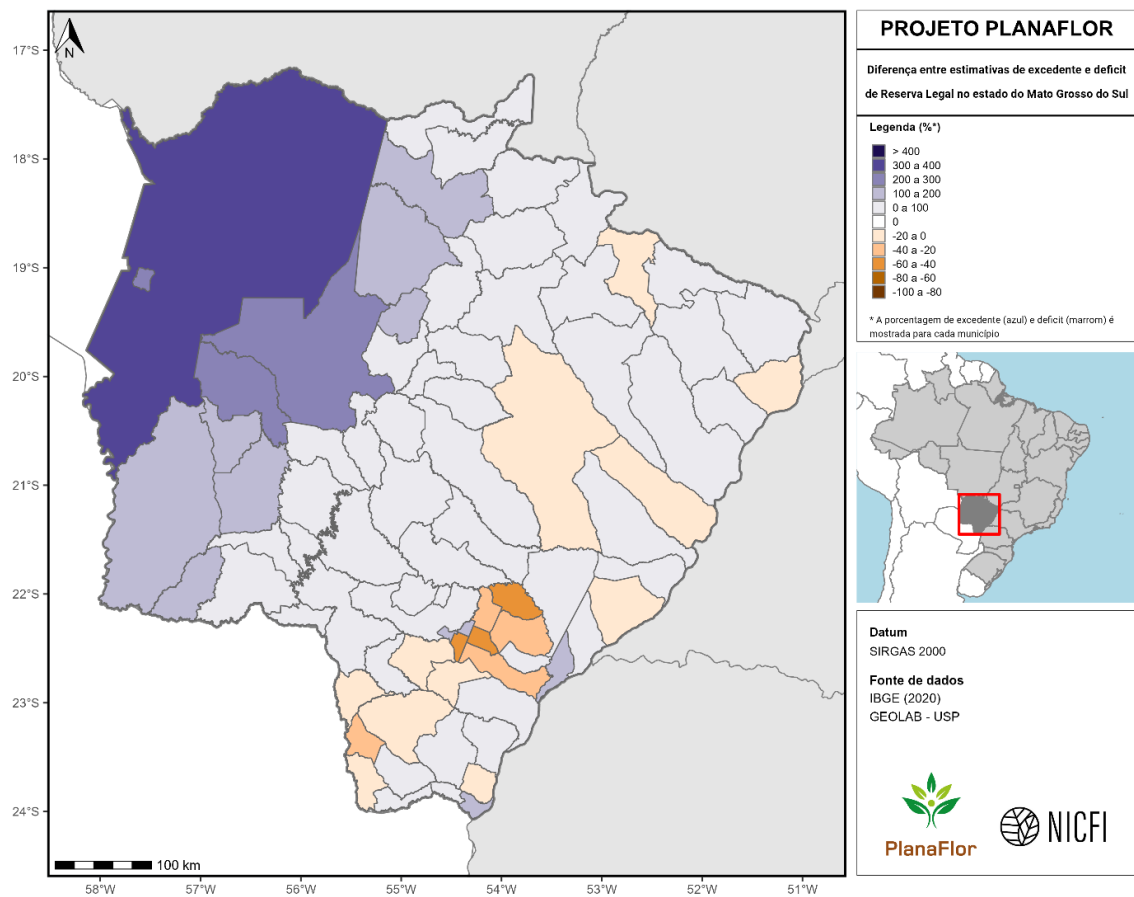 N
17°S
18°S
19°S
20°S
21°S
22°S
23°S
24°S
100 km
58°W
57°W
56°W
55°W
54°W
53°W
52°W
51°W
PROJETO PLANAFLOR
Diferença entre estimativas de excedente e deficit
de Reserva Legal no estado do Mato Grosso do Sul
Legenda (%*)
> 400
300 a 400
200 a 300
100 a 200
0 a 100
0
-20 a 0
-40 a -20
-60 a -40
-80 a -60
-100 a -80
* A porcentagem de excedente (azul) e deficit (marrom) é
mostrada para cada município
Datum
SIRGAS 2000
Fonte de dados
IBGE (2020)
GEOLAB - USP
PlanaFlor
NICFI